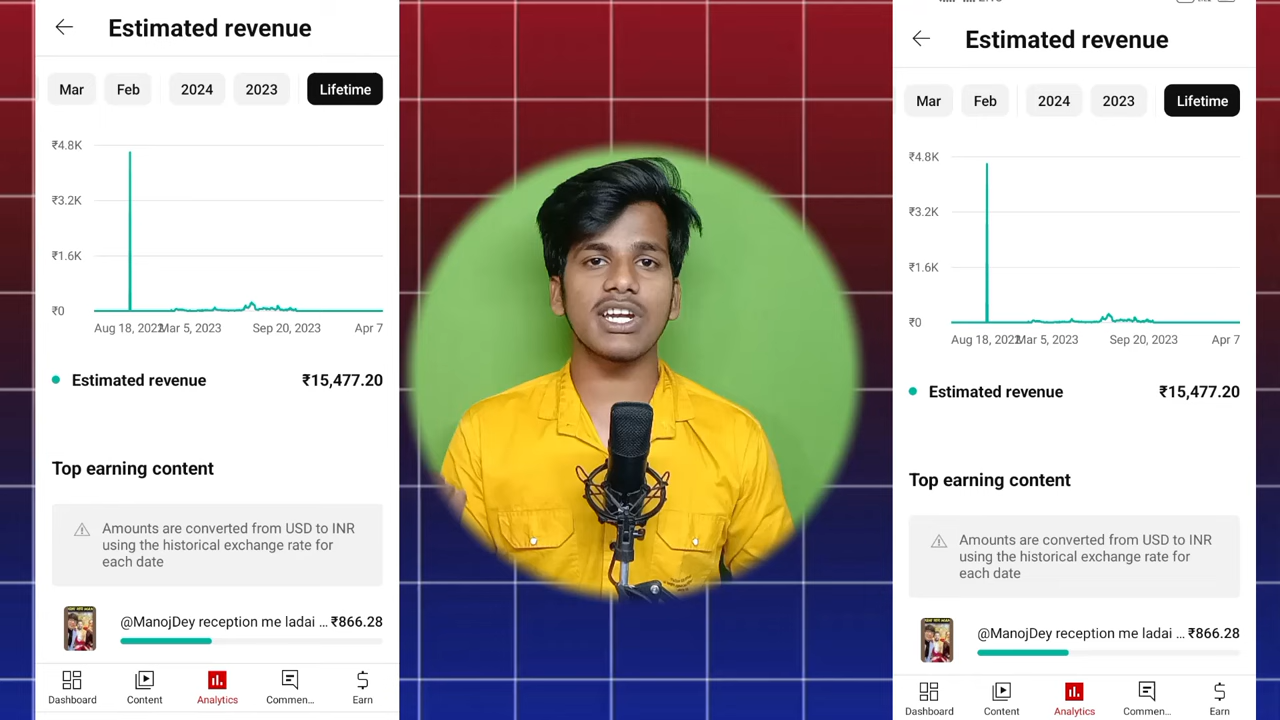 Estimated revenue
Mar Feb 2024 2023 Lifetime
₹4.8K
₹3.2K
₹1.6K
₹0
Aug 18, 2022 Mar 5, 2023 Sep 20, 2023 Apr 7
Estimated revenue ₹15,477.20
Top earning content
Amounts are converted from USD to INR
using the historical exchange rate for
each date
@ManojDey reception me ladai ... ₹866.28
Dashboard Content Analytics Commen... Earn
Estimated revenue
Mar Feb 2024 2023 Lifetime
₹4.8K
₹3.2K
₹1.6K
₹0
Aug 18, 2022 Mar 5, 2023 Sep 20, 2023 Apr 7
Estimated revenue ₹15,477.20
Top earning content
Amounts are converted from USD to INR
using the historical exchange rate for
each date
@ManojDey reception me ladai ... ₹866.28
Dashboard Content Analytics Commen... Earn